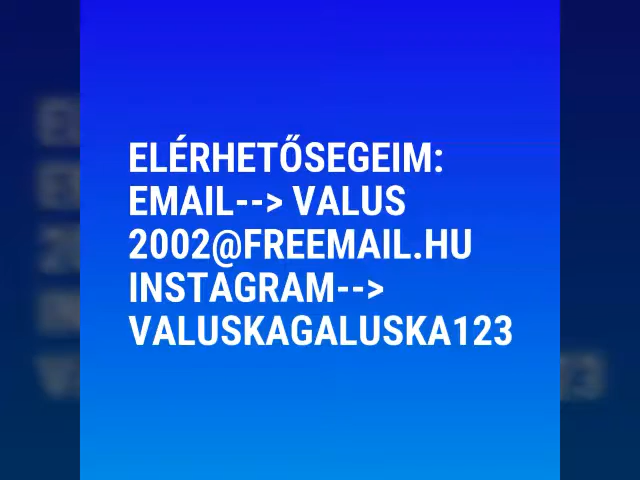 ELÉRHETŐSEGEIM:
EMAIL--> VALUS
2002@FREEMAIL.HU
INSTAGRAM-->
VALUSKAGALUSKA123